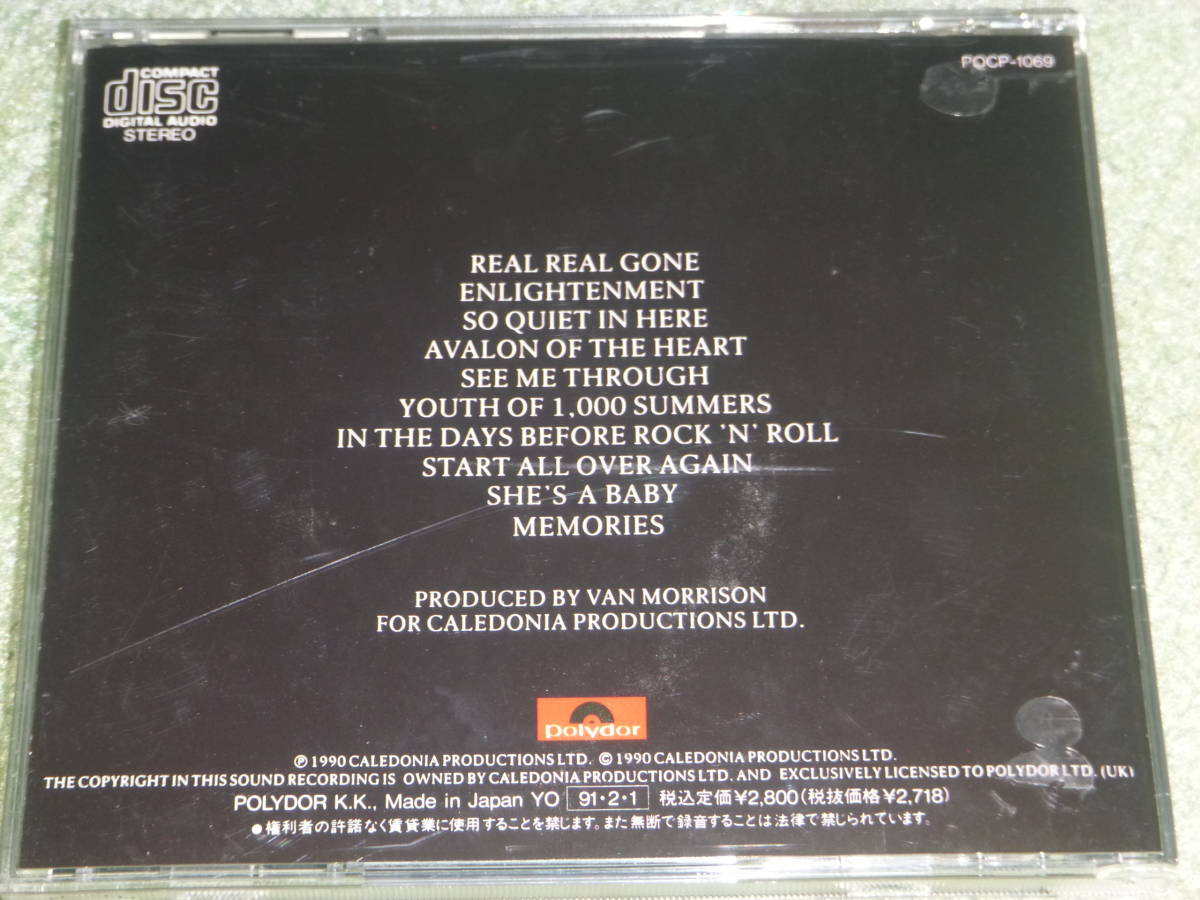 COMPACT
disc
DIGITAL AUDIO
STEREO
POCP-1069
REAL REAL GONE
ENLIGHTENMENT
SO QUIET IN HERE
AVALON OF THE HEART
SEE ME THROUGH
YOUTH OF 1,000 SUMMERS
IN THE DAYS BEFORE ROCK 'N' ROLL
START ALL OVER AGAIN
SHE'S A BABY
MEMORIES
PRODUCED BY VAN MORRISON
FOR CALEDONIA PRODUCTIONS LTD.
polydor
℗ 1990 CALEDONIA PRODUCTIONS LTD. © 1990 CALEDONIA PRODUCTIONS LTD.
THE COPYRIGHT IN THIS SOUND RECORDING IS OWNED BY CALEDONIA PRODUCTIONS LTD. AND EXCLUSIVELY LICENSED TO POLYDOR LTD. (UK)
POLYDOR K.K., Made in Japan YO 91・2・1 税込定価¥2,800(税抜価格¥2,718)
●権利者の許諾なく賃貸業に使用することを禁じます。また無断で録音することは法律で禁じられています。